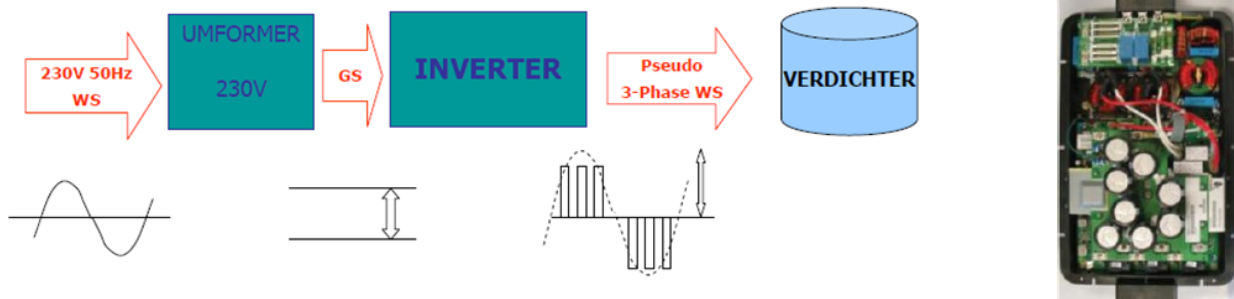 230V 50Hz
WS
UMFORMER
230V
GS
INVERTER
Pseudo
3-Phase WS
VERDICHTER